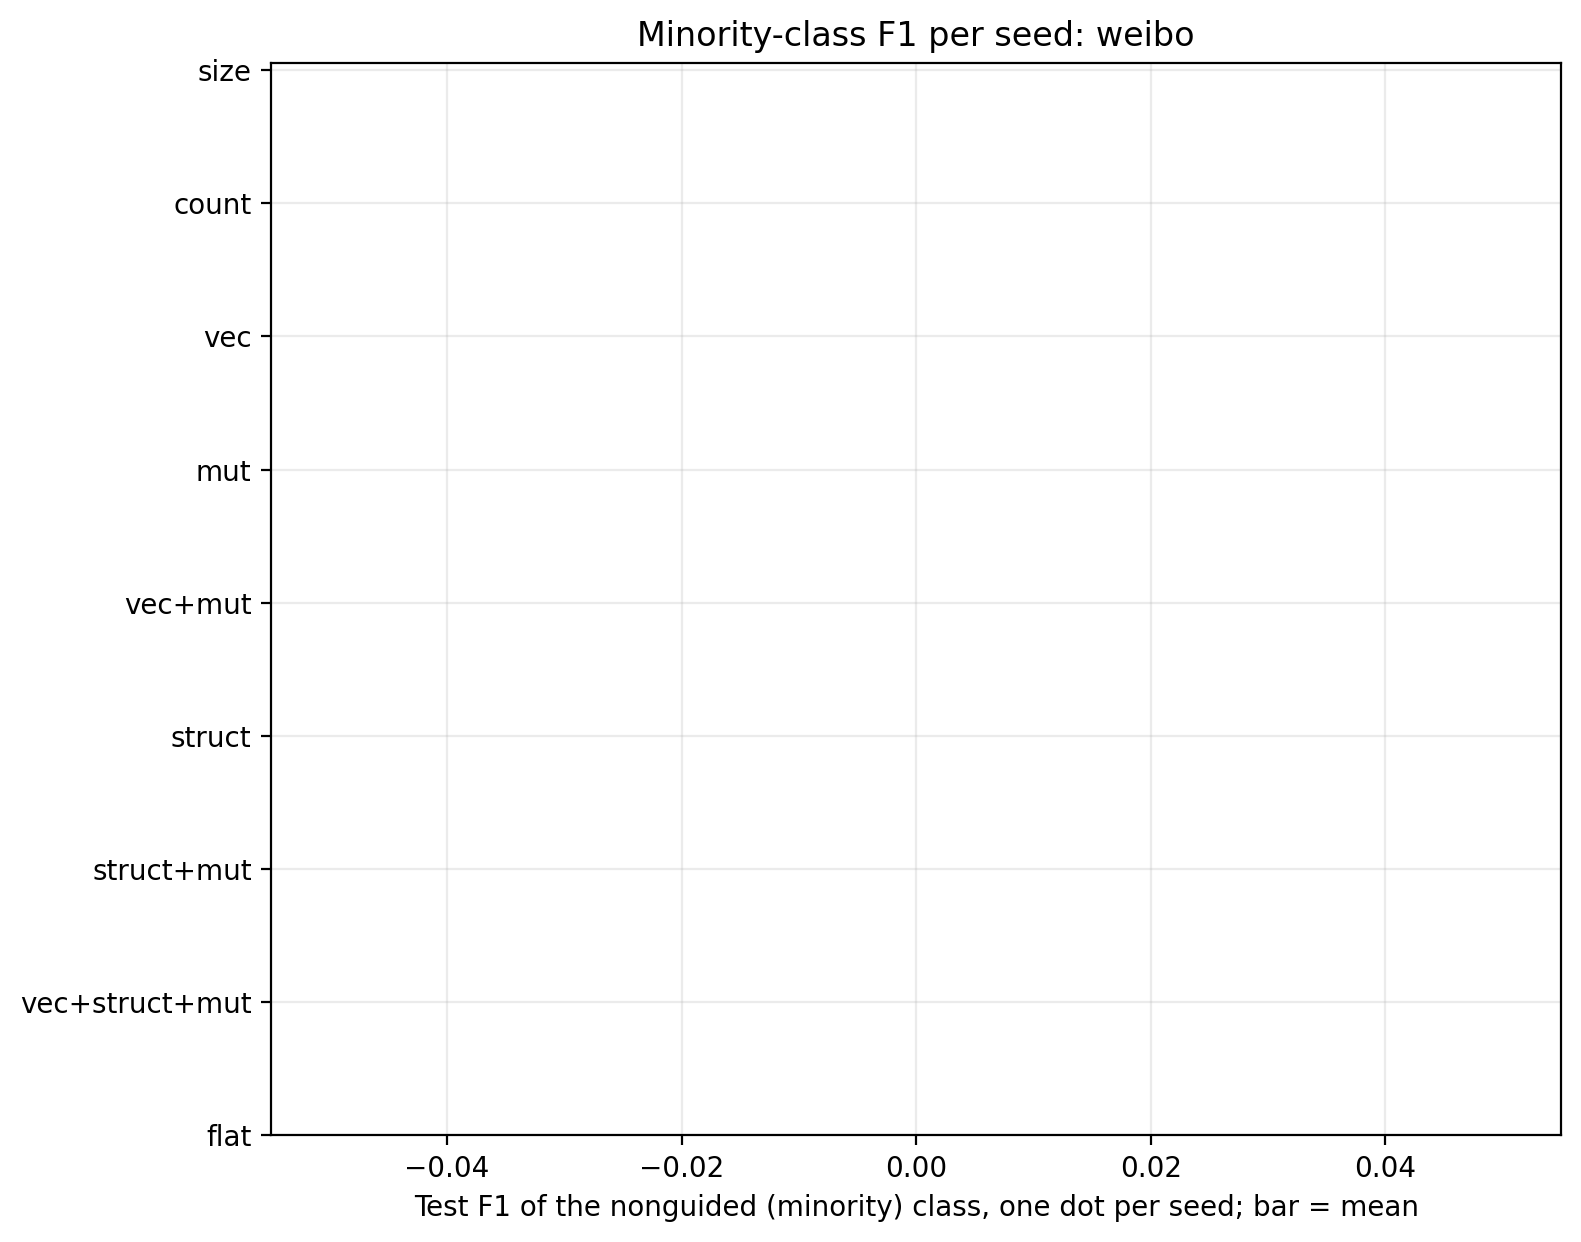 Minority-class F1 per seed: weibo
size
count
vec
mut
vec+mut
struct
struct+mut
vec+struct+mut
flat
−0.04
−0.02
0.00
0.02
0.04
Test F1 of the nonguided (minority) class, one dot per seed; bar = mean